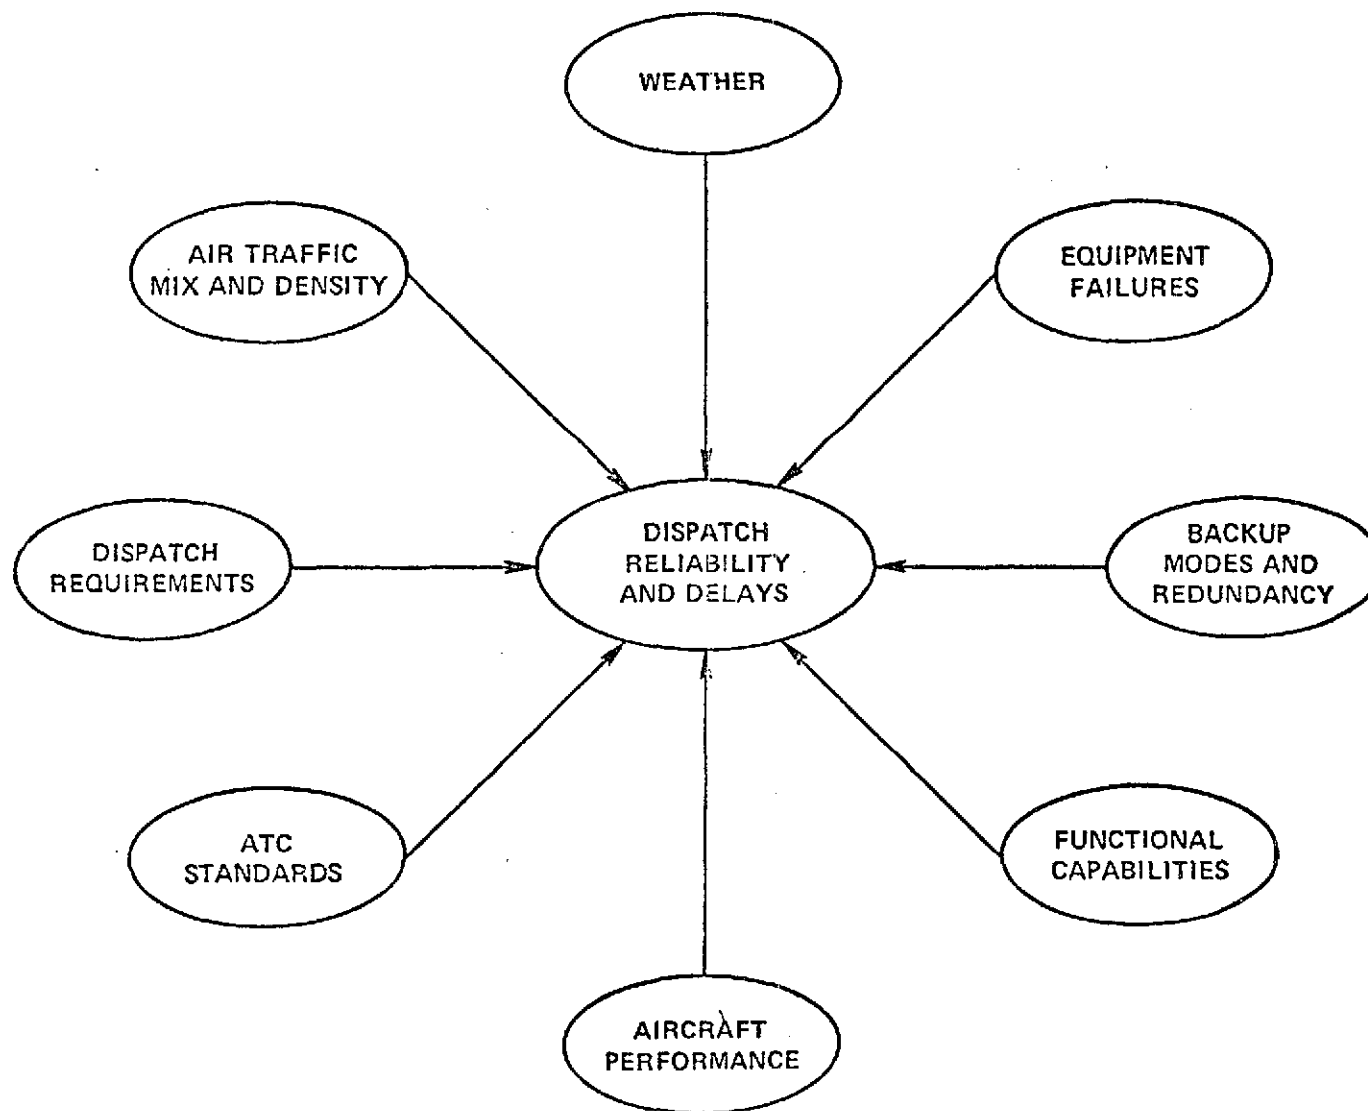 WEATHER
AIR TRAFFIC
MIX AND DENSITY
EQUIPMENT
FAILURES
DISPATCH
REQUIREMENTS
DISPATCH
RELIABILITY
AND DELAYS
BACKUP
MODES AND
REDUNDANCY
ATC
STANDARDS
FUNCTIONAL
CAPABILITIES
AIRCRAFT
PERFORMANCE